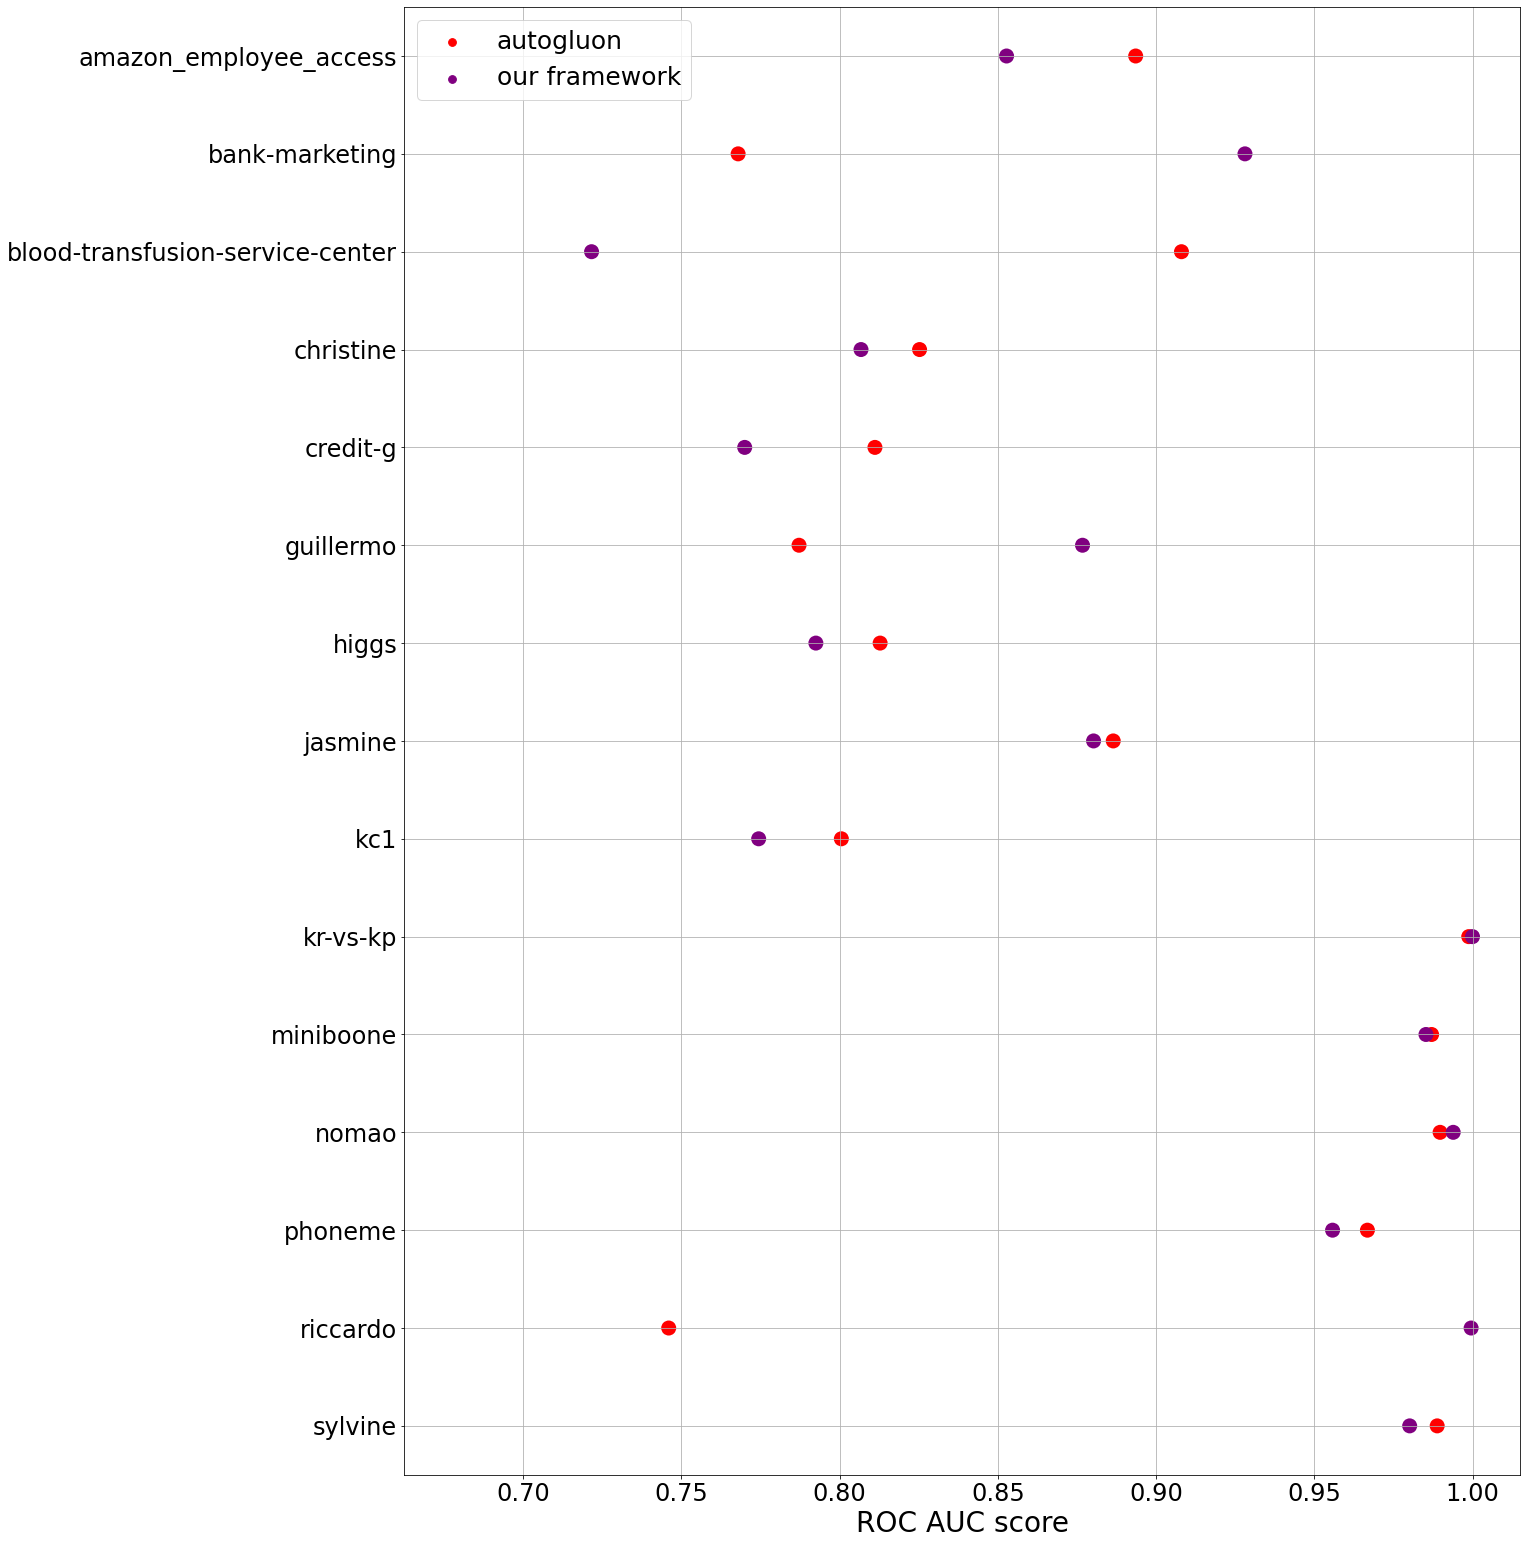 autogluon
our framework
amazon_employee_access
bank-marketing
blood-transfusion-service-center
christine
credit-g
guillermo
higgs
jasmine
kc1
kr-vs-kp
miniboone
nomao
phoneme
riccardo
sylvine
0.70 0.75 0.80 0.85 0.90 0.95 1.00
ROC AUC score